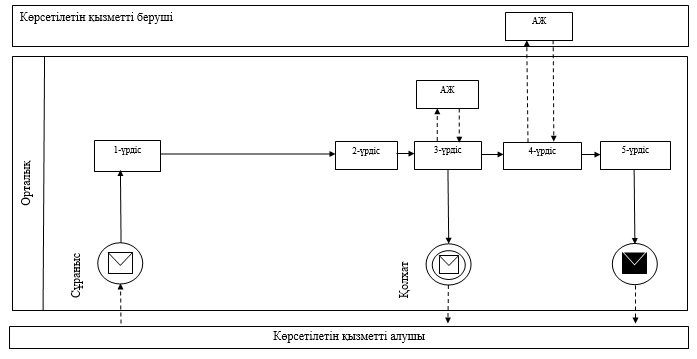 Көрсетілетін қызметті беруші
АЖ
АЖ
1-үрдіс
2-үрдіс
3-үрдіс
4-үрдіс
5-үрдіс
Орталық
Сұраныс
Қолхат
Көрсетілетін қызметті алушы